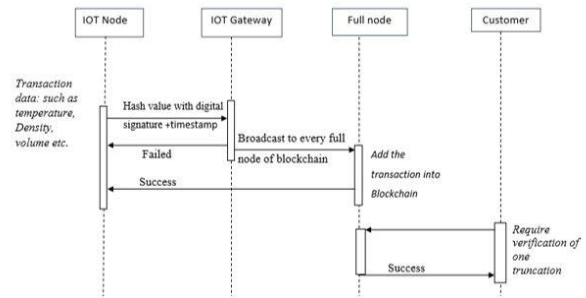 IOT Node
IOT Gateway
Full node
Customer
Transaction
data: such as
temperature,
Density,
volume etc.
Hash value with digital
signature +timestamp
Failed
Broadcast to every full
node of blockchain
Success
Add the
transaction into
Blockchain
Require
verification of
one
truncation
Success